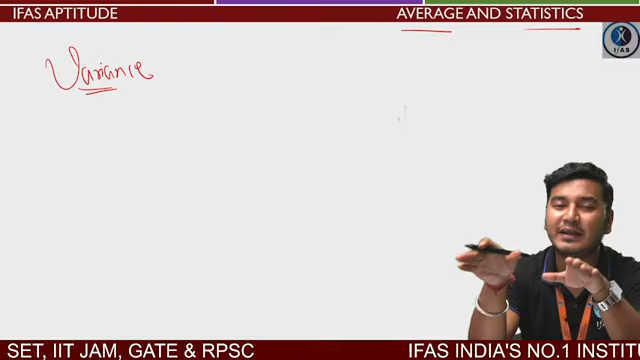 IFAS APTITUDE
AVERAGE AND STATISTICS
IFAS
Variance
SET, IIT JAM, GATE & RPSC
IFAS INDIA'S NO.1 INSTIT